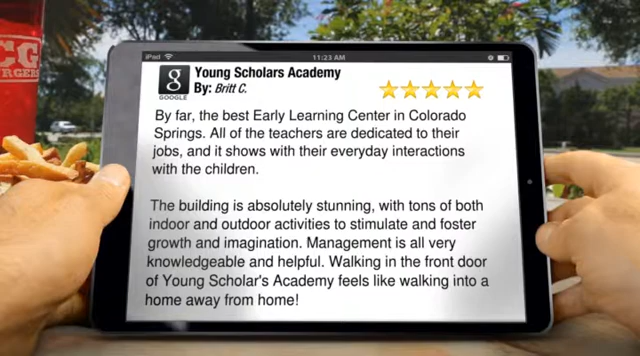 CG
RGERS
iPad
11:23 AM
g
GOOGLE
Young Scholars Academy
By: Britt C.
By far, the best Early Learning Center in Colorado
Springs. All of the teachers are dedicated to their
jobs, and it shows with their everyday interactions
with the children.
The building is absolutely stunning, with tons of both
indoor and outdoor activities to stimulate and foster
growth and imagination. Management is all very
knowledgeable and helpful. Walking in the front door
of Young Scholar's Academy feels like walking into a
home away from home!